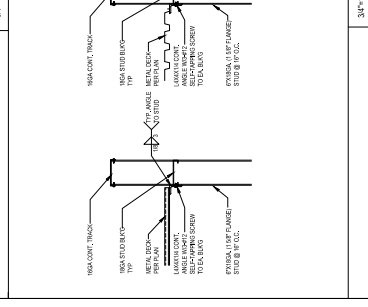 16GA CONT. TRACK
18GA STUD BLK'G
TYP
METAL DECK
PER PLAN
L4X4X1/4 CONT.
ANGLE W/3-#12
SELF-TAPPING SCREW
TO EA. BLK'G
6"X18GA. (1 5/8" FLANGE)
STUD @ 16" O.C.
TYP. ANGLE
TO STUD
3
16GA CONT. TRACK
18GA STUD BLK'G
TYP
METAL DECK
PER PLAN
L4X4X1/4 CONT.
ANGLE W/3-#12
SELF-TAPPING SCREW
TO EA. BLK'G
6"X18GA. (1 5/8" FLANGE)
STUD @ 16" O.C.
3/4"=